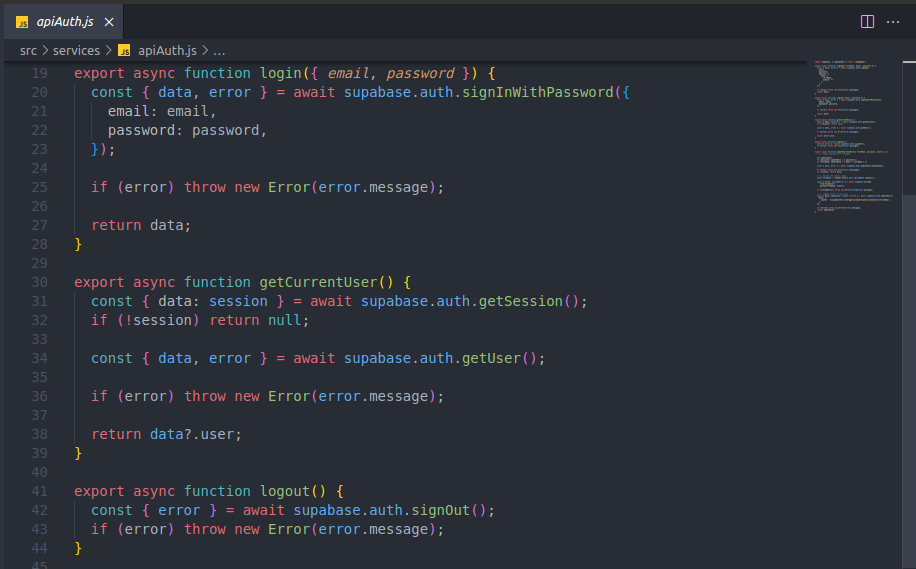 JS apiAuth.js ×
src > services > JS apiAuth.js > ...
19 export async function login({ email, password }) {
20 const { data, error } = await supabase.auth.signInWithPassword({
21 email: email,
22 password: password,
23 });
24
25 if (error) throw new Error(error.message);
26
27 return data;
28 }
29
30 export async function getCurrentUser() {
31 const { data: session } = await supabase.auth.getSession();
32 if (!session) return null;
33
34 const { data, error } = await supabase.auth.getUser();
35
36 if (error) throw new Error(error.message);
37
38 return data?.user;
39 }
40
41 export async function logout() {
42 const { error } = await supabase.auth.signOut();
43 if (error) throw new Error(error.message);
44 }
45